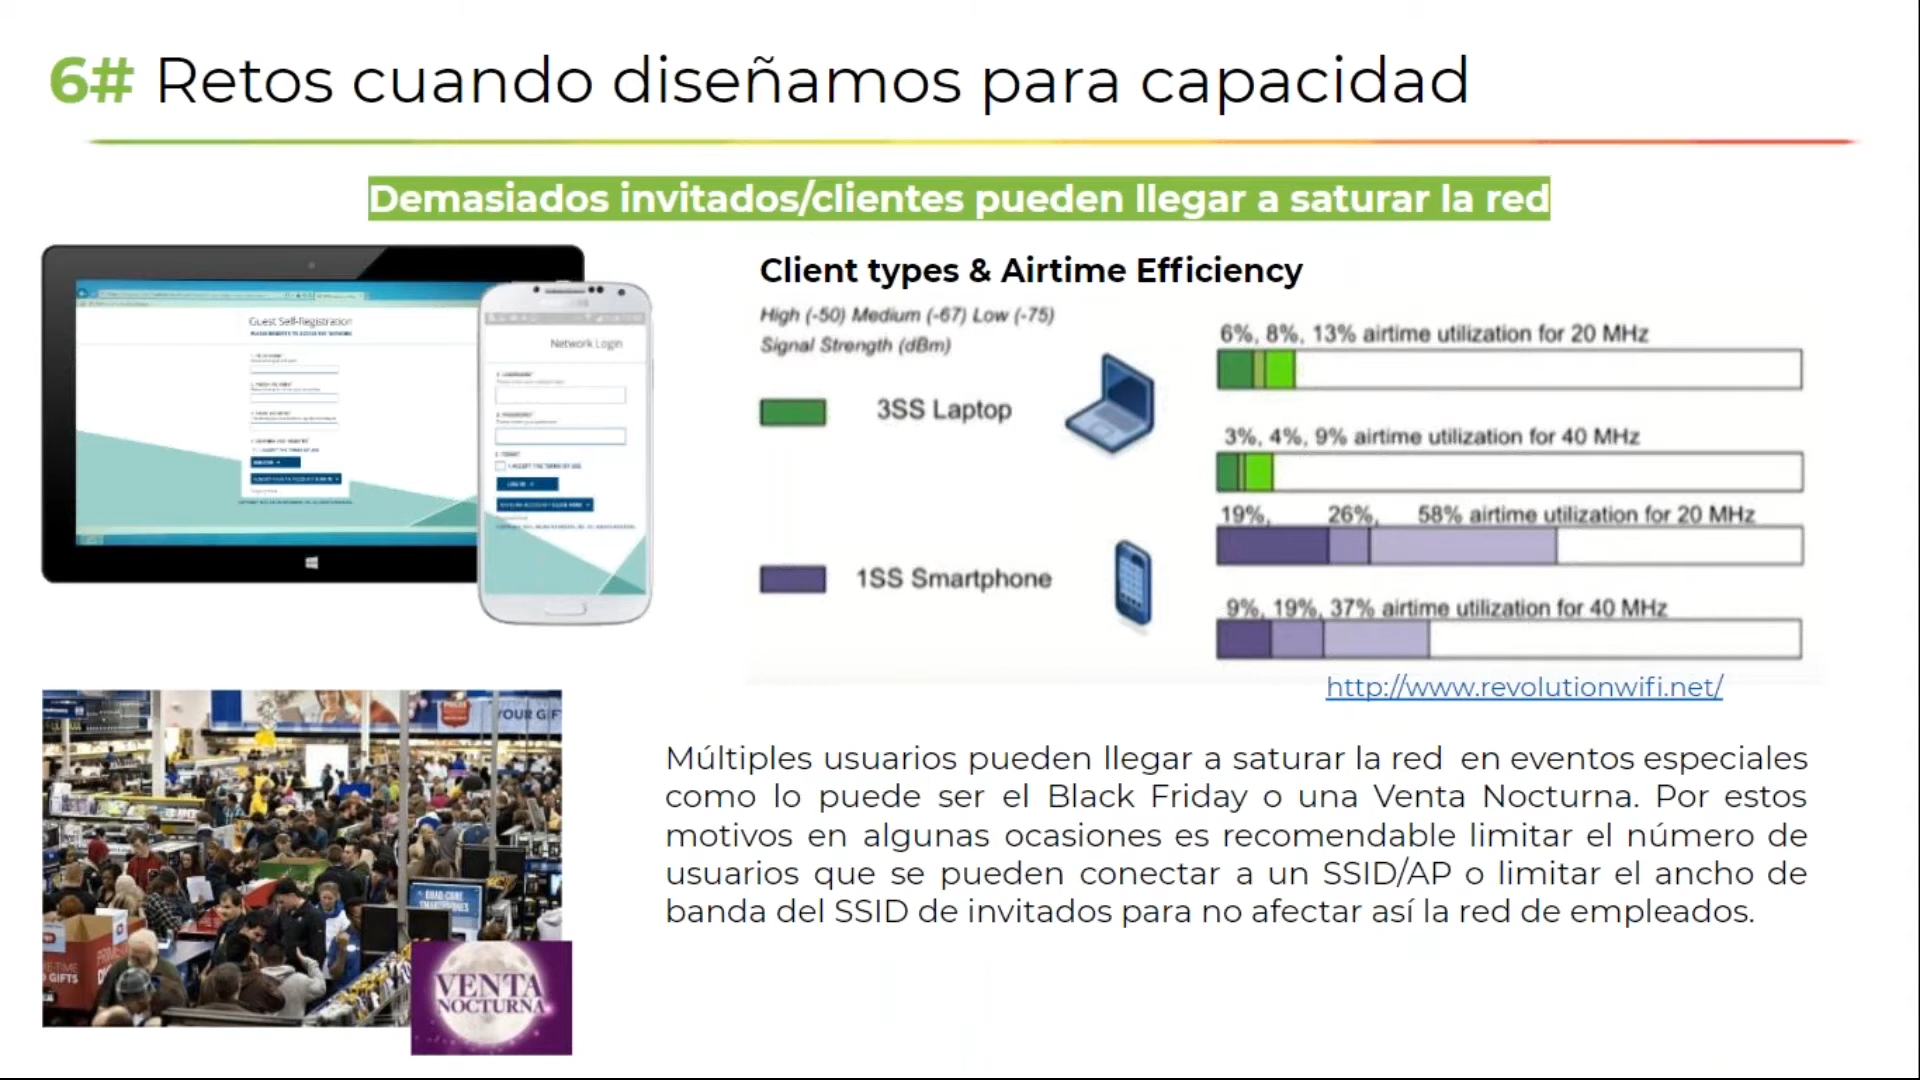 6# Retos cuando diseñamos para capacidad
Demasiados invitados/clientes pueden llegar a saturar la red
Guest Self-Registration
Network Login
Client types & Airtime Efficiency
High (-50) Medium (-67) Low (-75)
Signal Strength (dBm)
3SS Laptop
1SS Smartphone
6%, 8%, 13% airtime utilization for 20 MHz
3%, 4%, 9% airtime utilization for 40 MHz
19%, 26%, 58% airtime utilization for 20 MHz
9%, 19%, 37% airtime utilization for 40 MHz
http://www.revolutionwifi.net/
YOUR GIF
VENTA
NOCTURNA
Múltiples usuarios pueden llegar a saturar la red en eventos especiales
como lo puede ser el Black Friday o una Venta Nocturna. Por estos
motivos en algunas ocasiones es recomendable limitar el número de
usuarios que se pueden conectar a un SSID/AP o limitar el ancho de
banda del SSID de invitados para no afectar así la red de empleados.